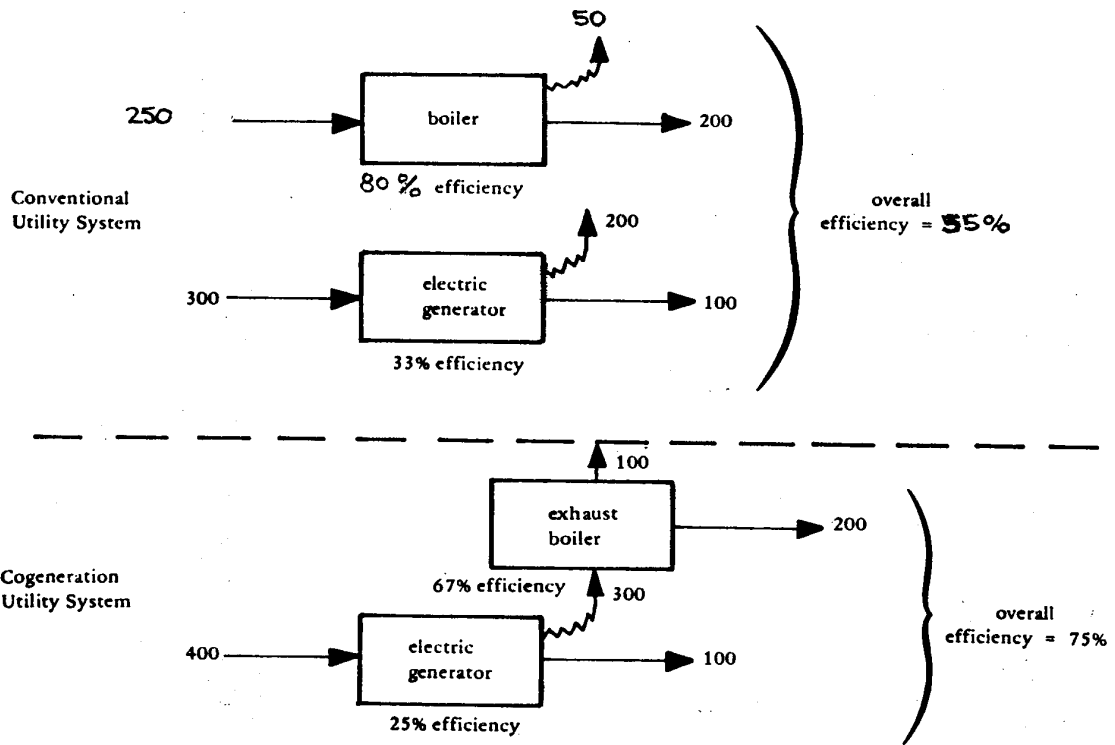 50
250
boiler
200
80% efficiency
Conventional
Utility System
200
overall
efficiency = 55%
300
electric
generator
100
33% efficiency
100
exhaust
boiler
200
Cogeneration
Utility System
67% efficiency
300
overall
efficiency = 75%
400
electric
generator
100
25% efficiency